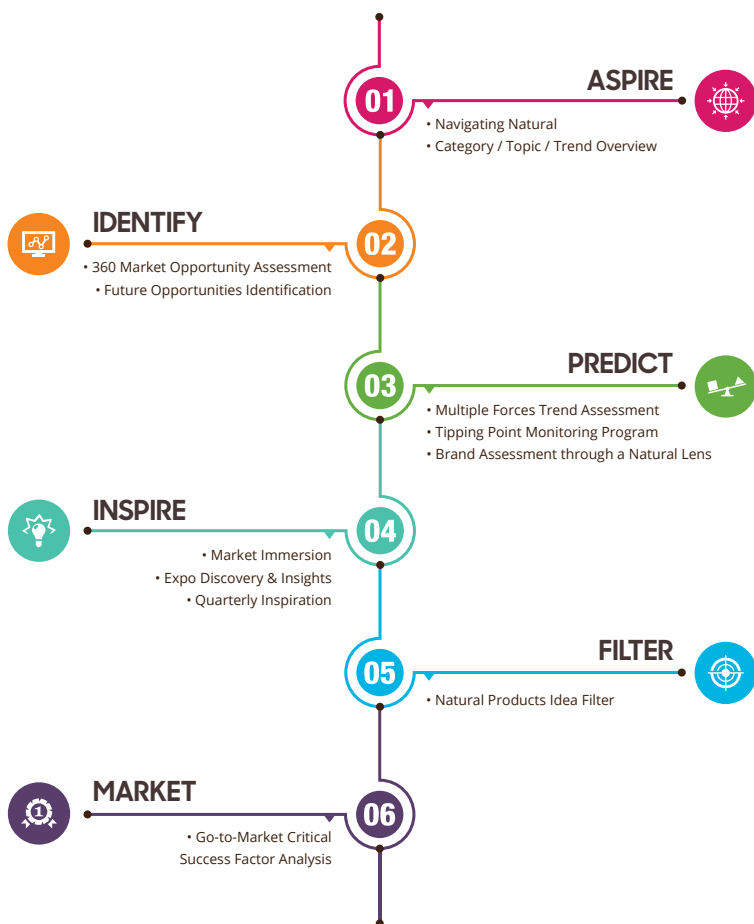 01
ASPIRE
• Navigating Natural
• Category / Topic / Trend Overview
IDENTIFY
02
• 360 Market Opportunity Assessment
• Future Opportunities Identification
03
PREDICT
• Multiple Forces Trend Assessment
• Tipping Point Monitoring Program
• Brand Assessment through a Natural Lens
INSPIRE
04
• Market Immersion
• Expo Discovery & Insights
• Quarterly Inspiration
05
FILTER
• Natural Products Idea Filter
MARKET
1
06
• Go-to-Market Critical
Success Factor Analysis